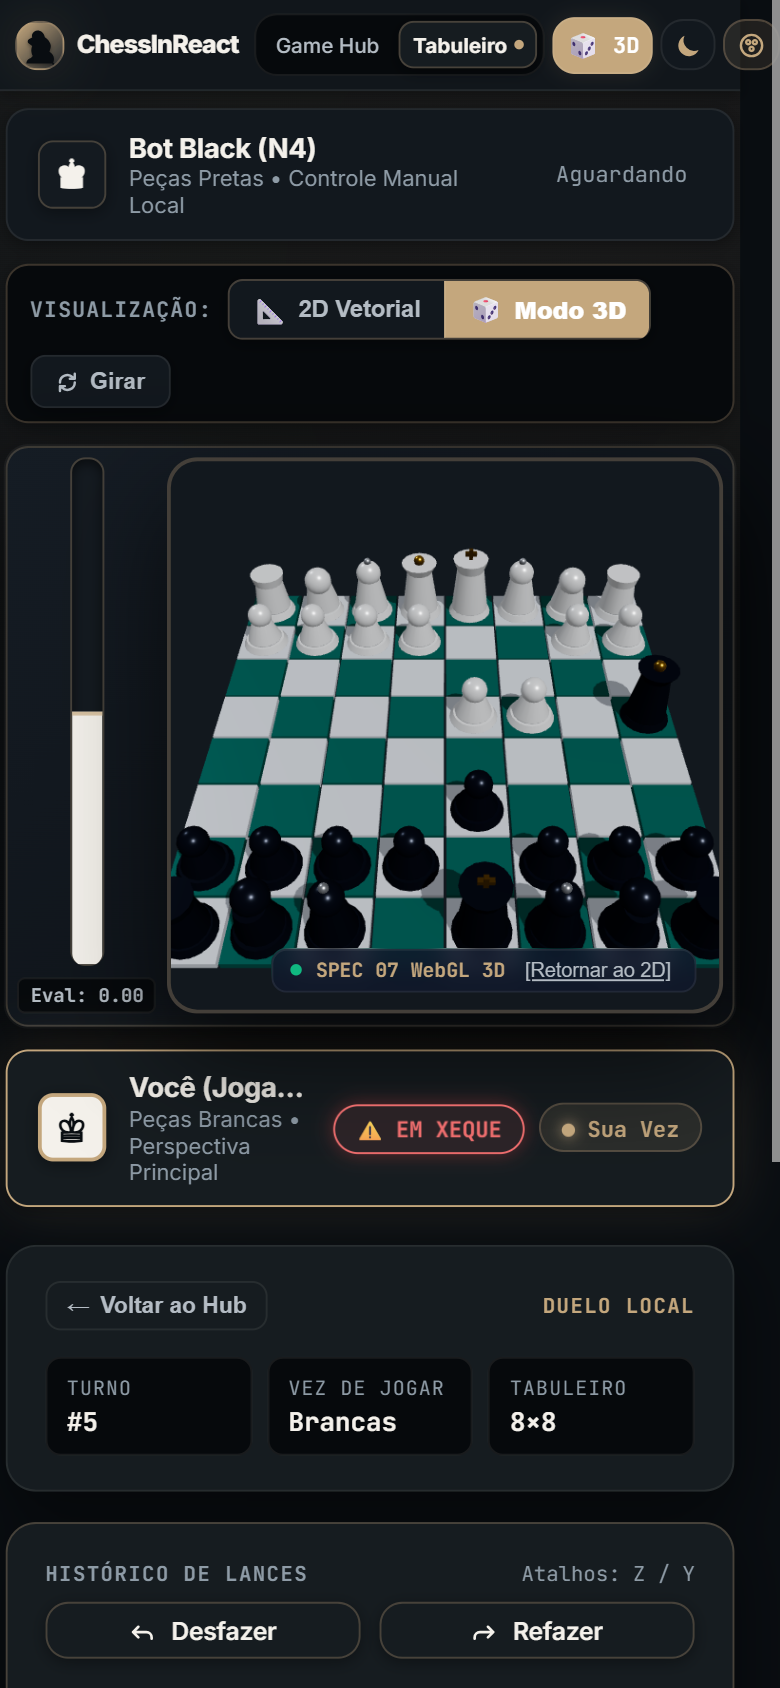 ChessInReact Game Hub Tabuleiro 3D
Bot Black (N4)
Peças Pretas • Controle Manual
Local
Aguardando
VISUALIZAÇÃO: 2D Vetorial Modo 3D
Girar
Eval: 0.00
SPEC 07 WebGL 3D [Retornar ao 2D]
Você (Joga...
Peças Brancas •
Perspectiva
Principal
EM XEQUE
Sua Vez
← Voltar ao Hub
DUELO LOCAL
TURNO
#5
VEZ DE JOGAR
Brancas
TABULEIRO
8×8
HISTÓRICO DE LANCES
Atalhos: Z / Y
Desfazer
Refazer